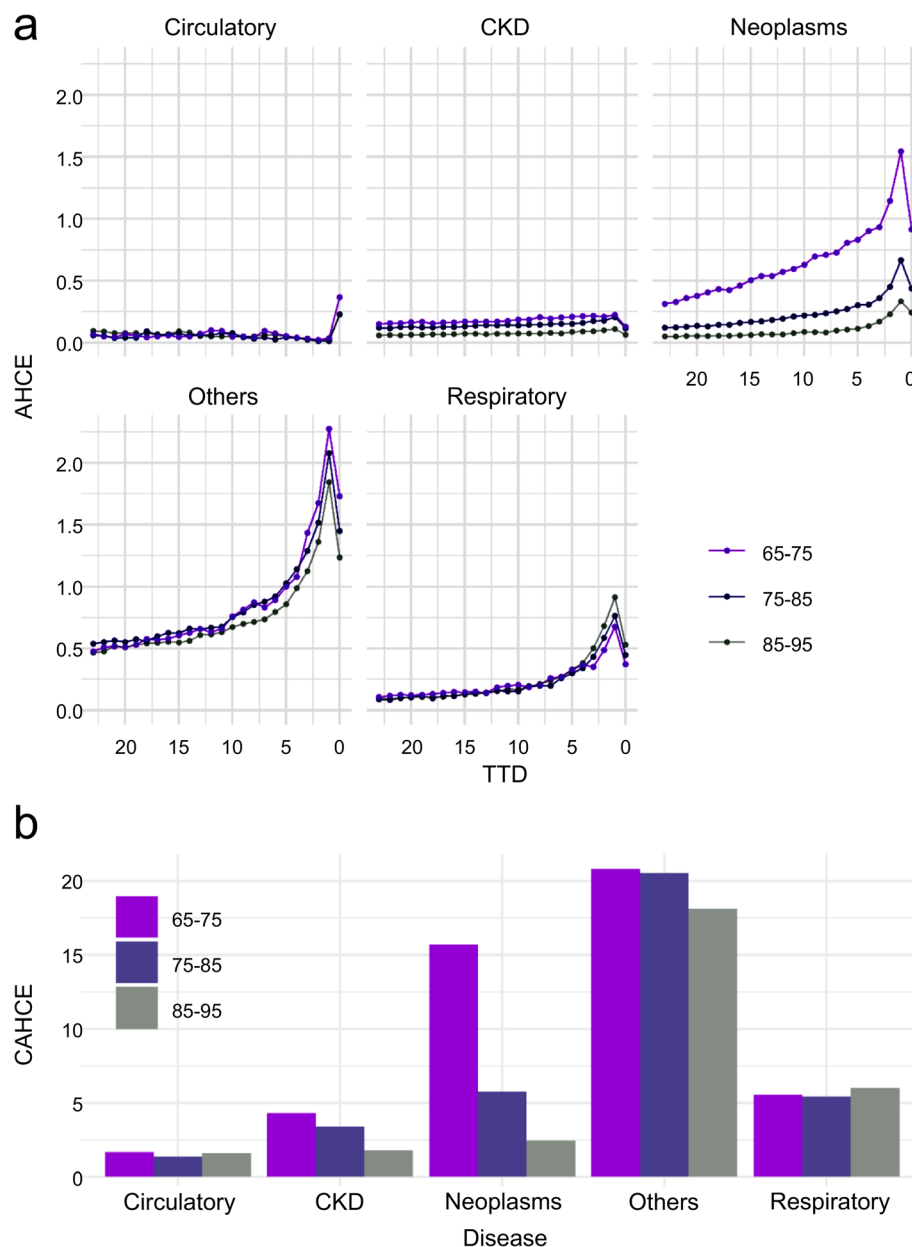 a
Circulatory CKD Neoplasms
2.0
1.5
1.0
0.5
0.0
20 15 10 5 0
AHCE
Others Respiratory
2.0
1.5
1.0
0.5
0.0
20 15 10 5 0 20 15 10 5 0
TTD
65-75
75-85
85-95
b
20
15
10
5
0
CAHCE
65-75
75-85
85-95
Circulatory CKD Neoplasms Others Respiratory
Disease